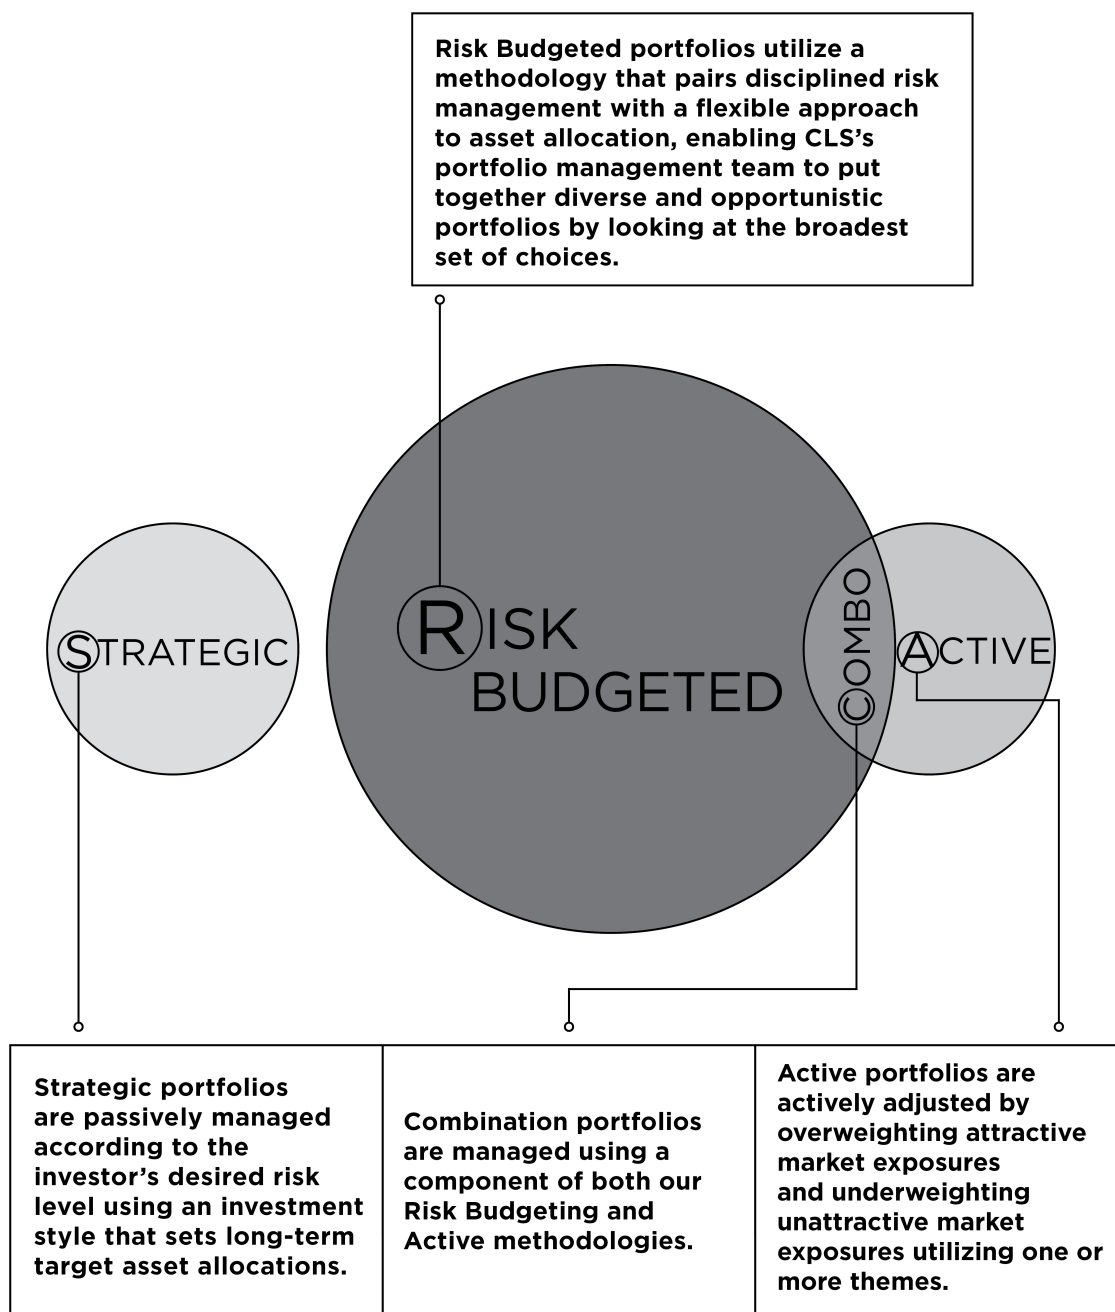 Risk Budgeted portfolios utilize a
methodology that pairs disciplined risk
management with a flexible approach
to asset allocation, enabling CLS’s
portfolio management team to put
together diverse and opportunistic
portfolios by looking at the broadest
set of choices.
STRATEGIC
RISK
BUDGETED
COMBO
ACTIVE
Strategic portfolios
are passively managed
according to the
investor’s desired risk
level using an investment
style that sets long-term
target asset allocations.
Combination portfolios
are managed using a
component of both our
Risk Budgeting and
Active methodologies.
Active portfolios are
actively adjusted by
overweighting attractive
market exposures
and underweighting
unattractive market
exposures utilizing one or
more themes.